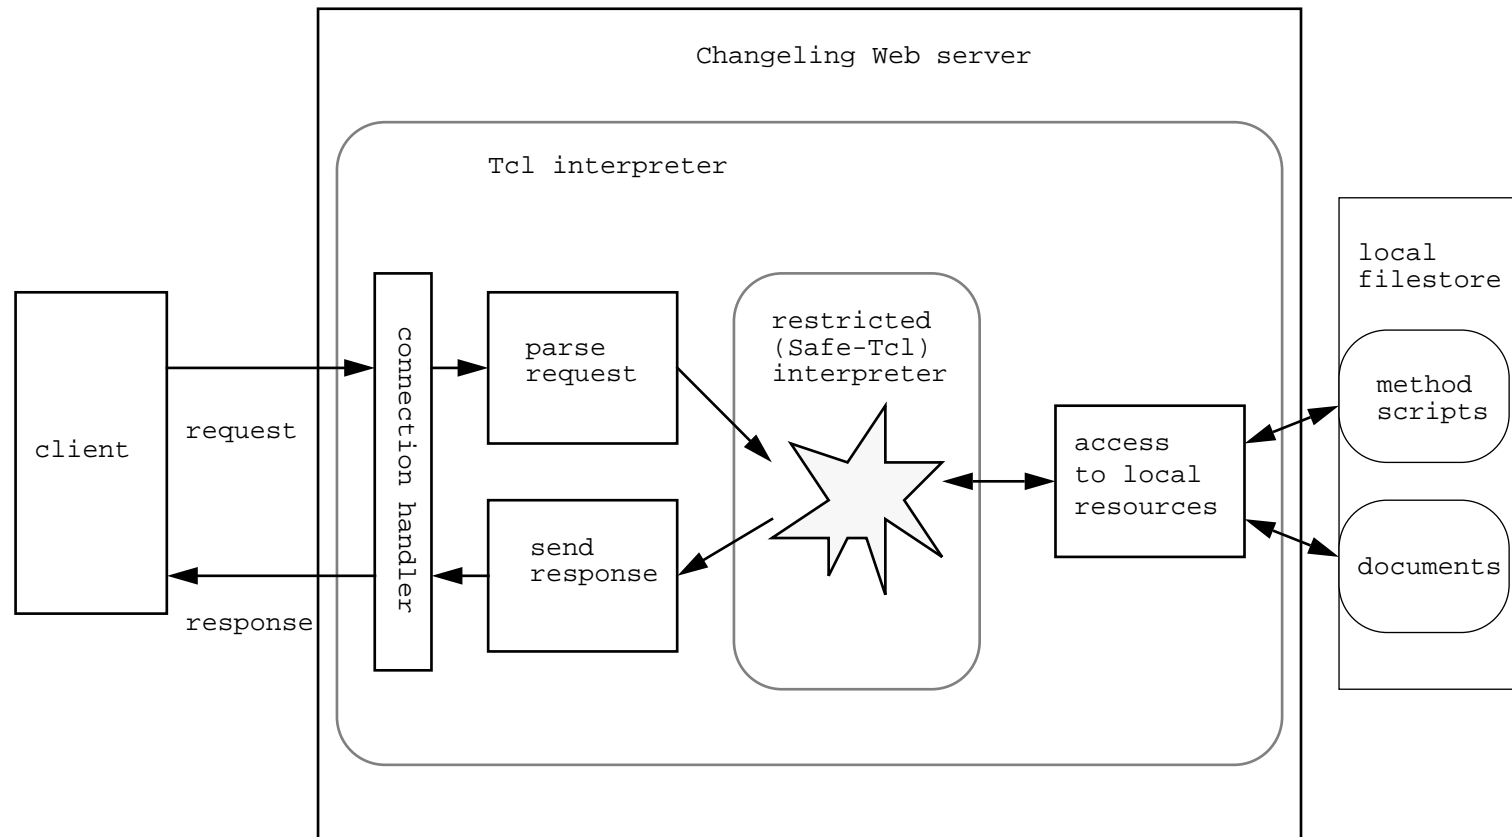 Changeling Web server
Tcl interpreter
local
filestore
restricted
(Safe-Tcl)
interpreter
connection handler
parse
request
method
scripts
request
client
access
to local
resources
send
response
documents
response